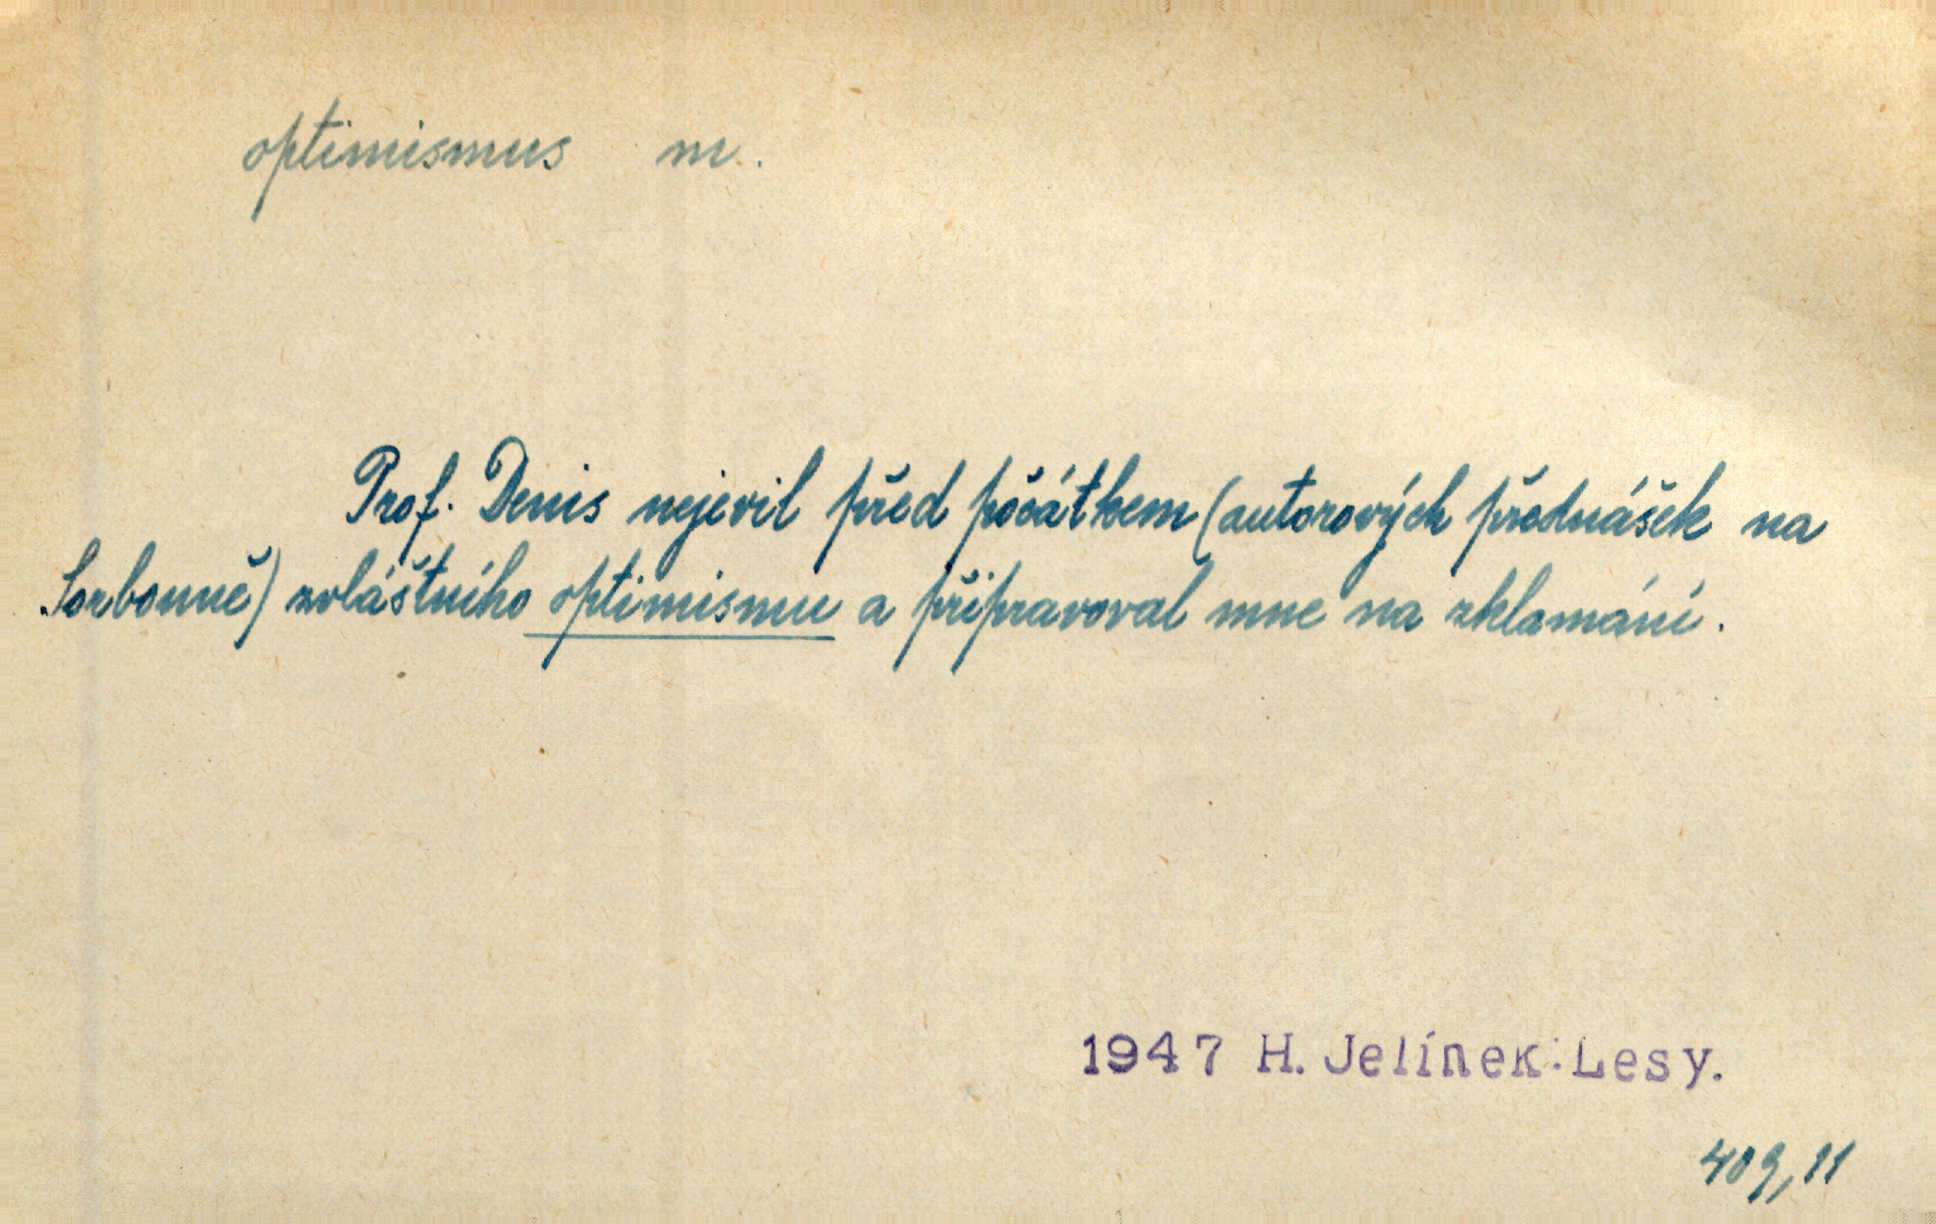 optimismus m.
Prof. Denis nejevil před počátkem (autorových přednášek na
Sorbonně) zvláštního optimismu a připravoval mne na zklamání.
1947 H. Jelínek: Lesy.
409,11